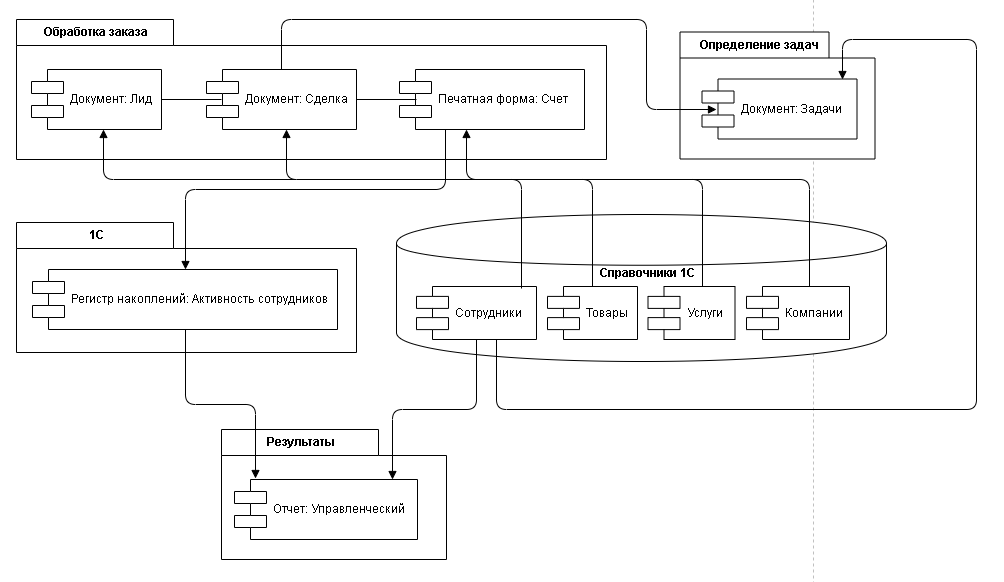 Обработка заказа
Определение задач
Документ: Лид
Документ: Сделка
Печатная форма: Счет
Документ: Задачи
1С
Справочники 1С
Регистр накоплений: Активность сотрудников
Сотрудники
Товары
Услуги
Компании
Результаты
Отчет: Управленческий